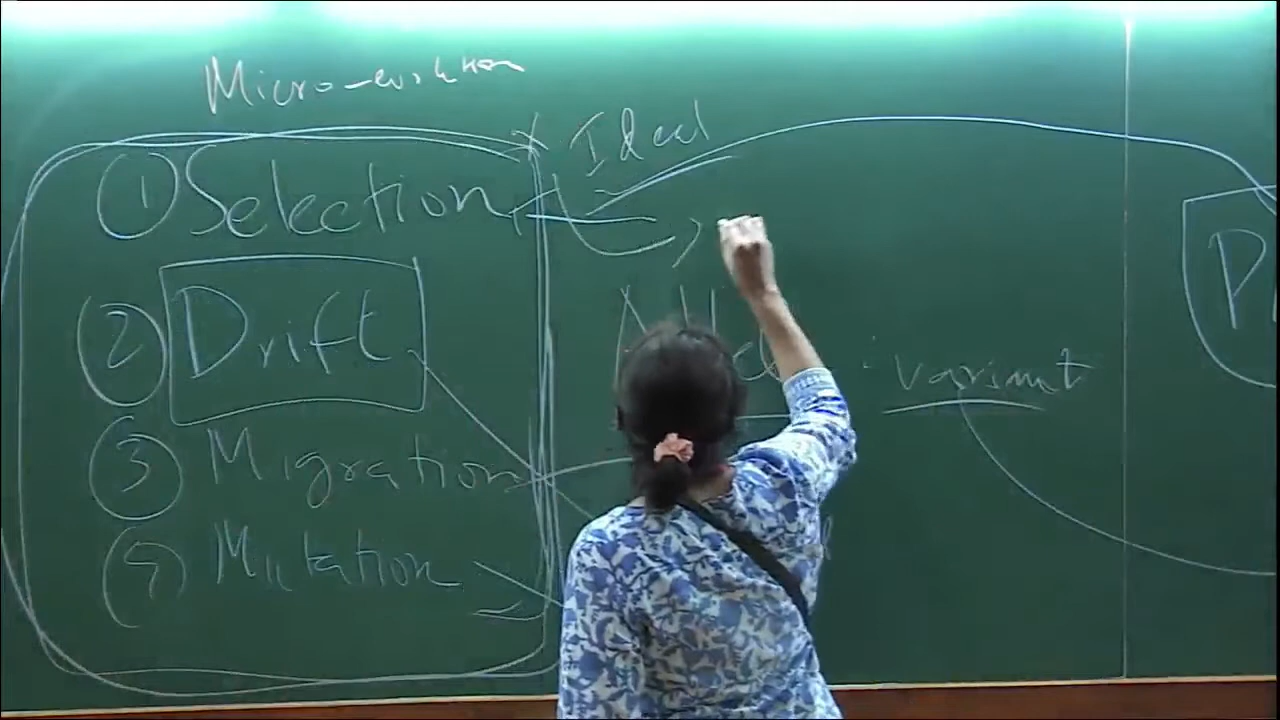 Micro-evolution
Ideal
① Selection
② Drift
③ Migration
variant
④ Mutation